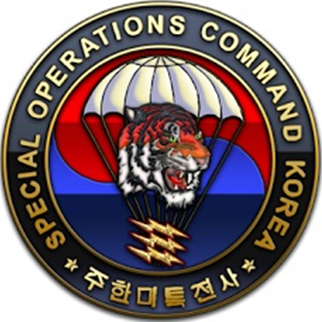 SPECIAL OPERATIONS COMMAND KOREA
주한미특전사